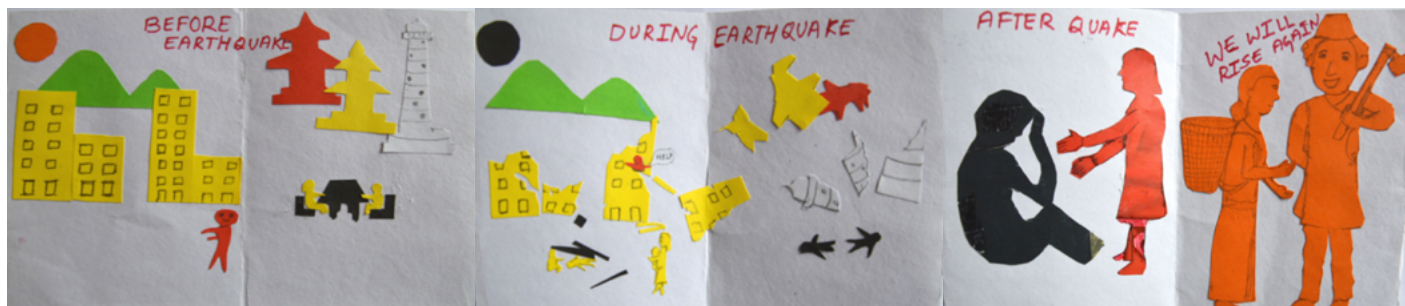 BEFORE
EARTHQUAKE
DURING EARTHQUAKE
HELP
AFTER QUAKE
WE WILL
RISE AGAIN